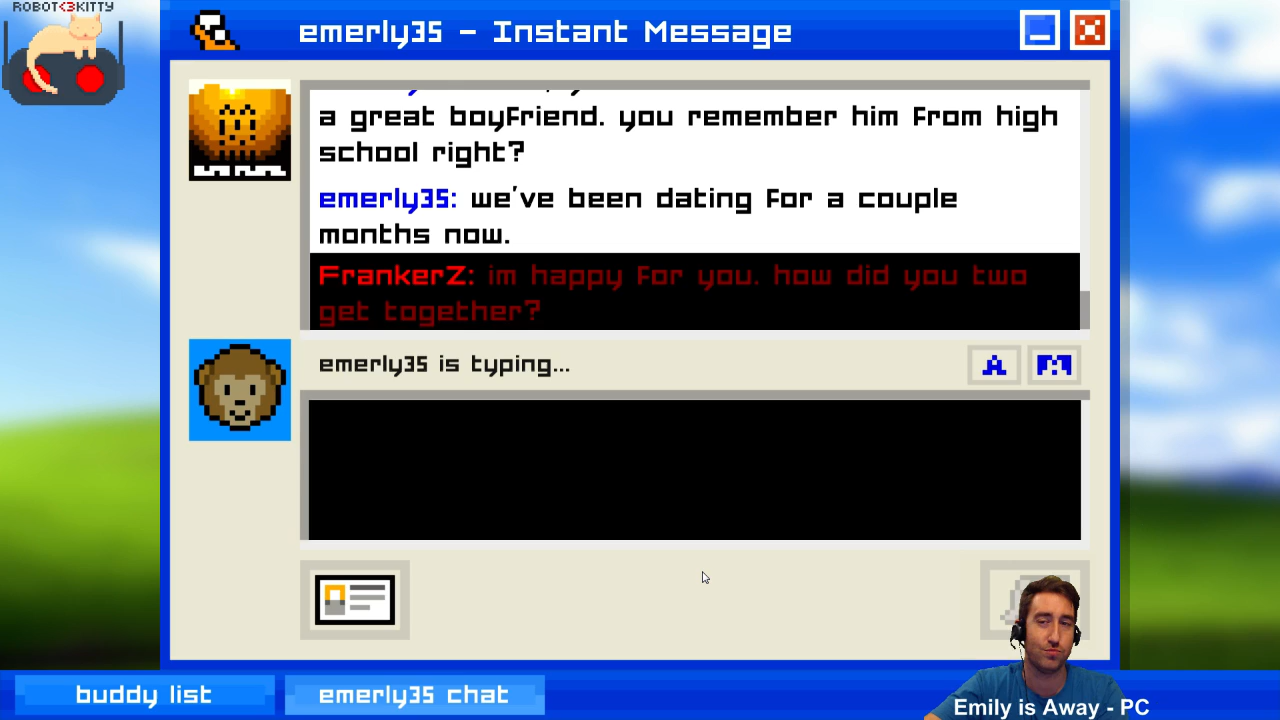 ROBOT<3KITTY
emerly35 - Instant Message
a great boyfriend. you remember him from high
school right?
emerly35: we've been dating for a couple
months now.
FrankerZ: im happy for you. how did you two
get together?
emerly35 is typing...
A
buddy list
emerly35 chat
Emily is Away - PC